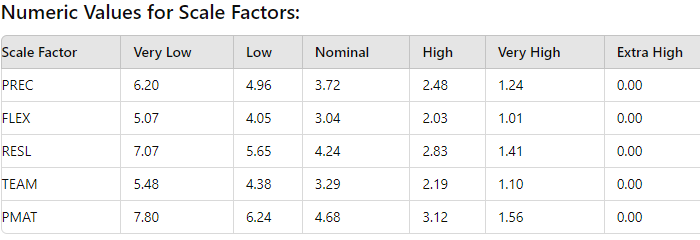 Numeric Values for Scale Factors:
Scale Factor Very Low Low Nominal High Very High Extra High
PREC 6.20 4.96 3.72 2.48 1.24 0.00
FLEX 5.07 4.05 3.04 2.03 1.01 0.00
RESL 7.07 5.65 4.24 2.83 1.41 0.00
TEAM 5.48 4.38 3.29 2.19 1.10 0.00
PMAT 7.80 6.24 4.68 3.12 1.56 0.00